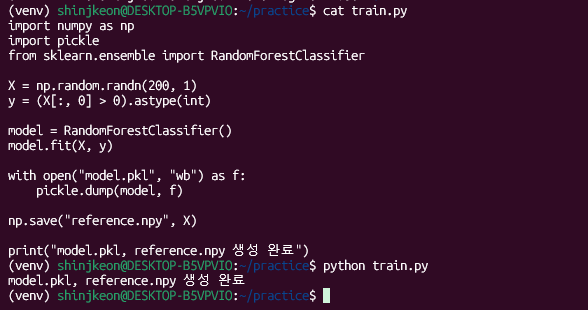 (venv) shinjkeon@DESKTOP-B5VPVIO:~/practice$ cat train.py
import numpy as np
import pickle
from sklearn.ensemble import RandomForestClassifier

X = np.random.randn(200, 1)
y = (X[:, 0] > 0).astype(int)

model = RandomForestClassifier()
model.fit(X, y)

with open("model.pkl", "wb") as f:
    pickle.dump(model, f)

np.save("reference.npy", X)

print("model.pkl, reference.npy 생성 완료")
(venv) shinjkeon@DESKTOP-B5VPVIO:~/practice$ python train.py
model.pkl, reference.npy 생성 완료
(venv) shinjkeon@DESKTOP-B5VPVIO:~/practice$